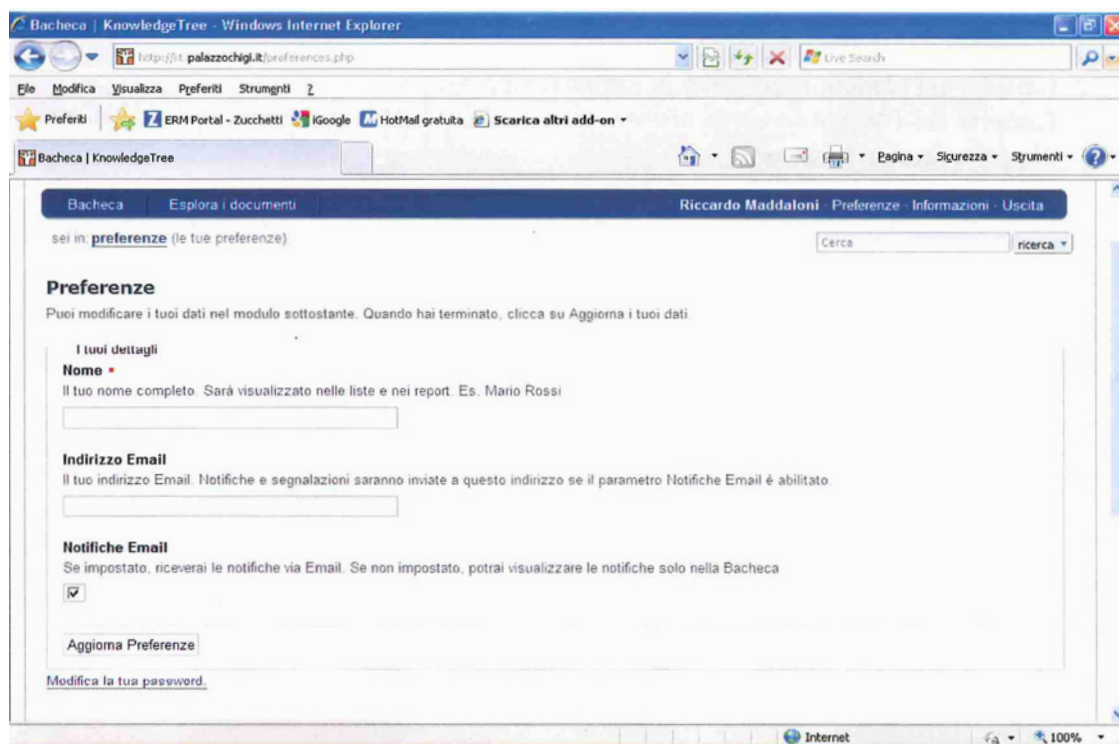 Bacheca | KnowledgeTree - Windows Internet Explorer
http://it.palazzochigi.it/preferences.php
Live Search
File Modifica Visualizza Preferiti Strumenti ?
Preferiti ERM Portal - Zucchetti iGoogle HotMail gratuita Scarica altri add-on
Bacheca | KnowledgeTree
Pagina Sicurezza Strumenti
Bacheca Esplora i documenti Riccardo Maddaloni · Preferenze · Informazioni · Uscita
sei in: preferenze (le tue preferenze)
Cerca ricerca
Preferenze
Puoi modificare i tuoi dati nel modulo sottostante. Quando hai terminato, clicca su Aggiorna i tuoi dati.
I tuoi dettagli
Nome
Il tuo nome completo. Sará visualizzato nelle liste e nei report. Es. Mario Rossi
Indirizzo Email
Il tuo indirizzo Email. Notifiche e segnalazioni saranno inviate a questo indirizzo se il parametro Notifiche Email é abilitato
Notifiche Email
Se impostato, riceverai le notifiche via Email. Se non impostato, potrai visualizzare le notifiche solo nella Bacheca
Aggiorna Preferenze
Modifica la tua password.
Internet 100%